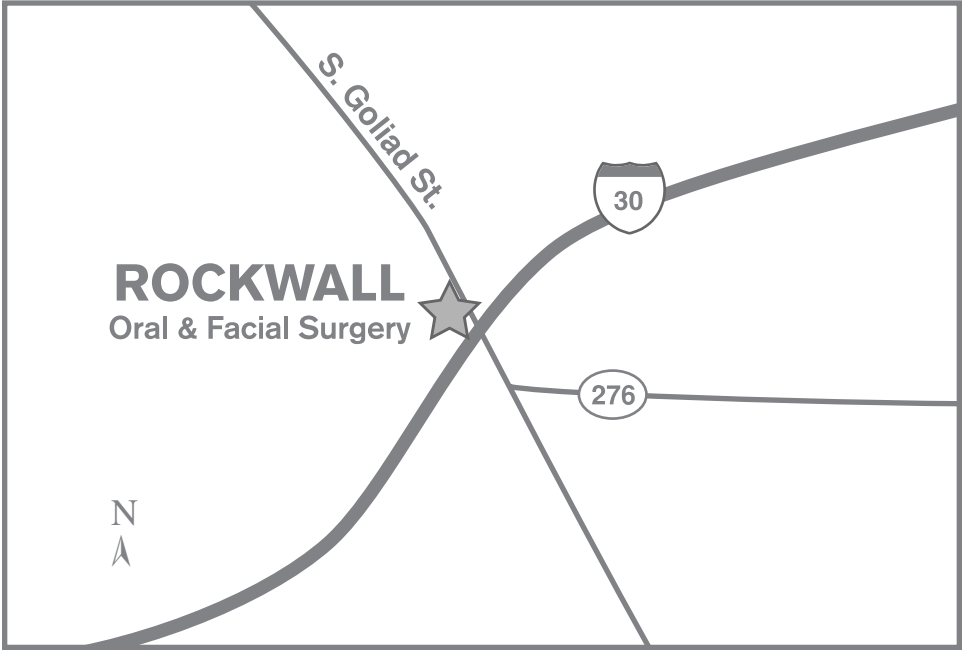 S. Goliad St.
30
ROCKWALL
Oral & Facial Surgery
276
N